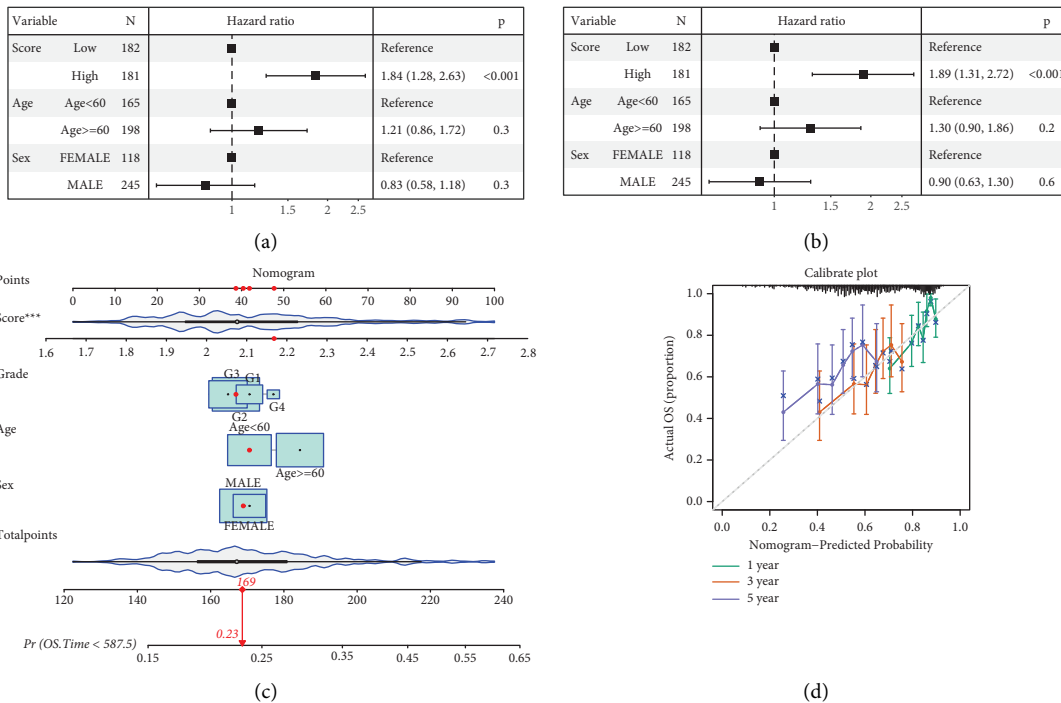 Variable N Hazard ratio p
Score Low 182 Reference
High 181 1.84 (1.28, 2.63) <0.001
Age Age<60 165 Reference
Age>=60 198 1.21 (0.86, 1.72) 0.3
Sex FEMALE 118 Reference
MALE 245 0.83 (0.58, 1.18) 0.3
1 1.5 2 2.5
(a)
Variable N Hazard ratio p
Score Low 182 Reference
High 181 1.89 (1.31, 2.72) <0.001
Age Age<60 165 Reference
Age>=60 198 1.30 (0.90, 1.86) 0.2
Sex FEMALE 118 Reference
MALE 245 0.90 (0.63, 1.30) 0.6
1 1.5 2 2.5
(b)
Nomogram
Points
0 10 20 30 40 50 60 70 80 90 100
Score***
1.6 1.7 1.8 1.9 2 2.1 2.2 2.3 2.4 2.5 2.6 2.7 2.8
Grade
G3
G1
G4
G2
Age
Age<60
Age>=60
Sex
MALE
FEMALE
Totalpoints
169
120 140 160 180 200 220 240
0.23
Pr (OS.Time < 587.5)
0.15 0.25 0.35 0.45 0.55 0.65
(c)
Calibrate plot
Actual OS (proportion)
1.0
0.8
0.6
0.4
0.2
0.0
0.0 0.2 0.4 0.6 0.8 1.0
Nomogram−Predicted Probability
1 year
3 year
5 year
(d)